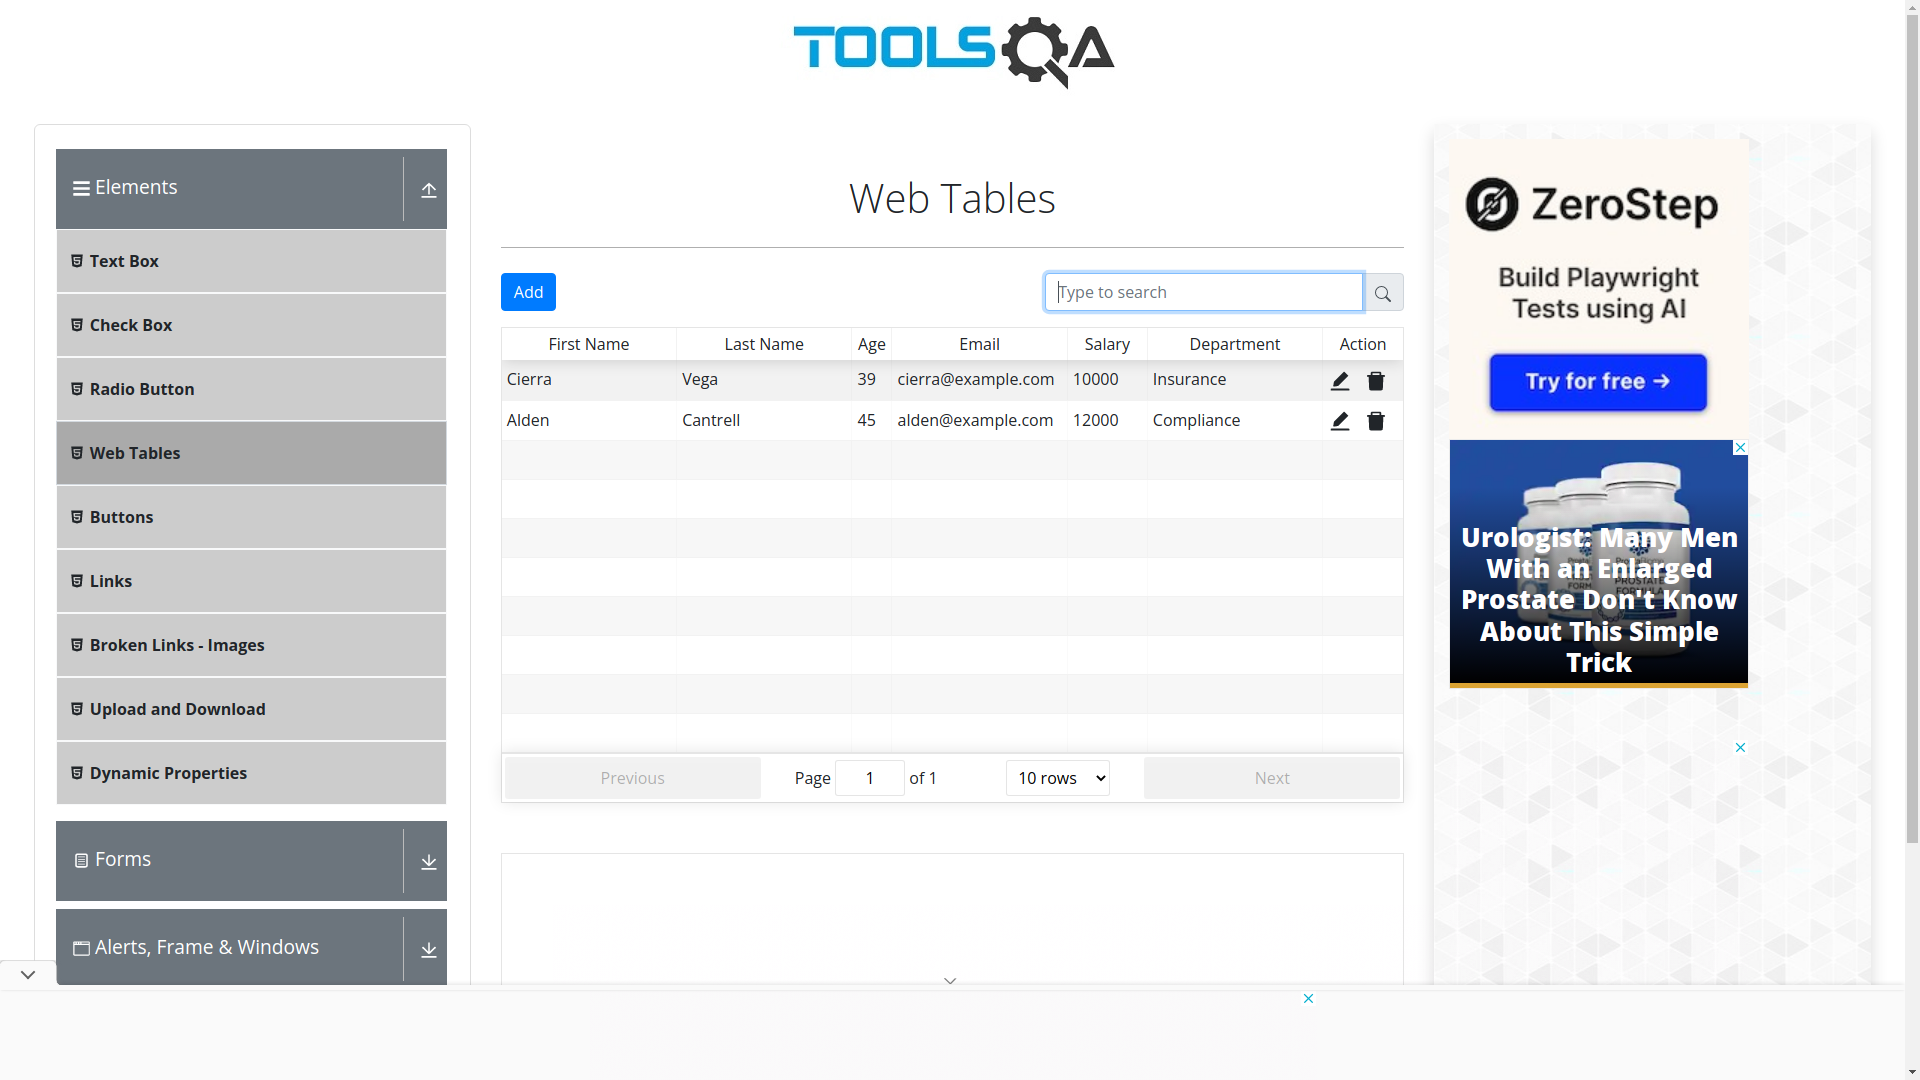 TOOLSQA
Elements
Text Box
Check Box
Radio Button
Web Tables
Buttons
Links
Broken Links - Images
Upload and Download
Dynamic Properties
Forms
Alerts, Frame & Windows
Web Tables
Add
Type to search
First Name Last Name Age Email Salary Department Action
Cierra Vega 39 cierra@example.com 10000 Insurance
Alden Cantrell 45 alden@example.com 12000 Compliance
Previous Page 1 of 1 10 rows Next
ZeroStep
Build Playwright
Tests using AI
Try for free →
Urologist: Many Men
With an Enlarged
Prostate Don't Know
About This Simple
Trick